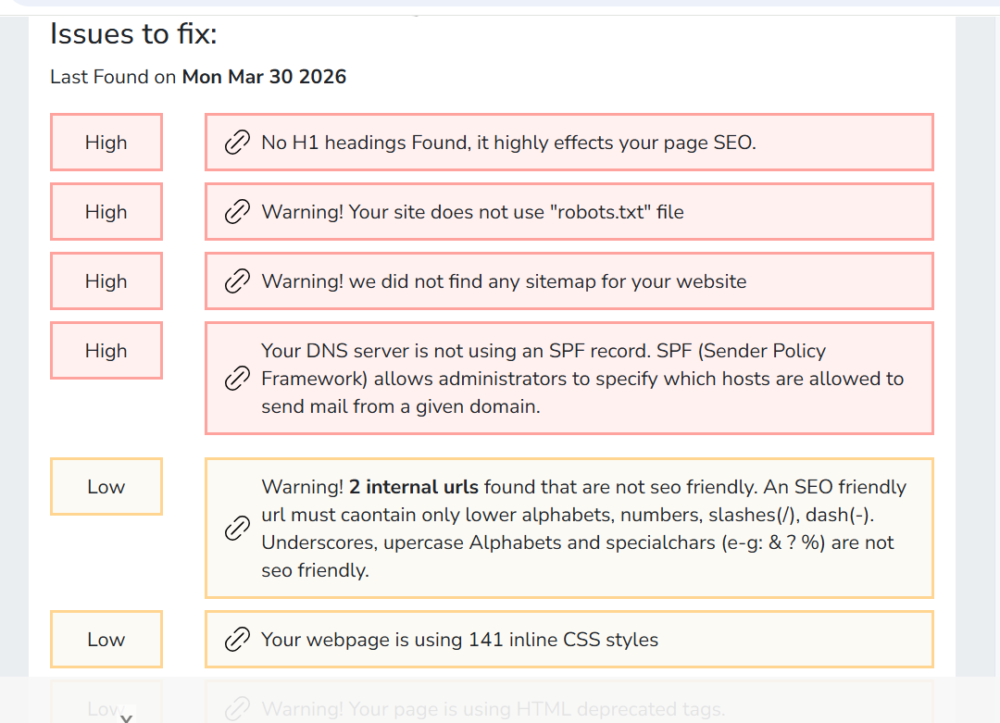 Issues to fix:
Last Found on Mon Mar 30 2026
High
No H1 headings Found, it highly effects your page SEO.
High
Warning! Your site does not use "robots.txt" file
High
Warning! we did not find any sitemap for your website
High
Your DNS server is not using an SPF record. SPF (Sender Policy
Framework) allows administrators to specify which hosts are allowed to
send mail from a given domain.
Low
Warning! 2 internal urls found that are not seo friendly. An SEO friendly
url must caontain only lower alphabets, numbers, slashes(/), dash(-).
Underscores, upercase Alphabets and specialchars (e-g: & ? %) are not
seo friendly.
Low
Your webpage is using 141 inline CSS styles
Low
Warning! Your page is using HTML deprecated tags.